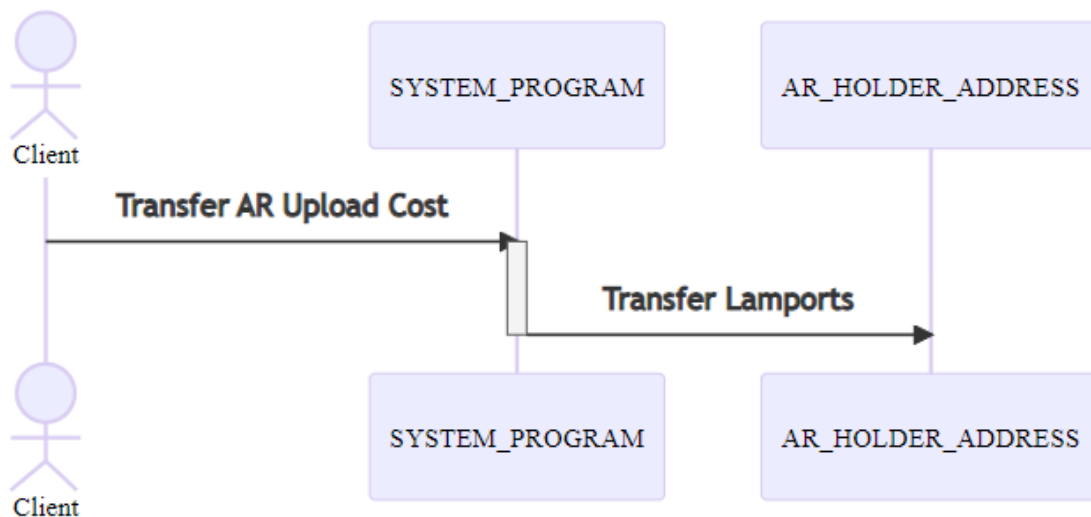 SYSTEM_PROGRAM
AR_HOLDER_ADDRESS
Client
Transfer AR Upload Cost
Transfer Lamports
SYSTEM_PROGRAM
AR_HOLDER_ADDRESS
Client